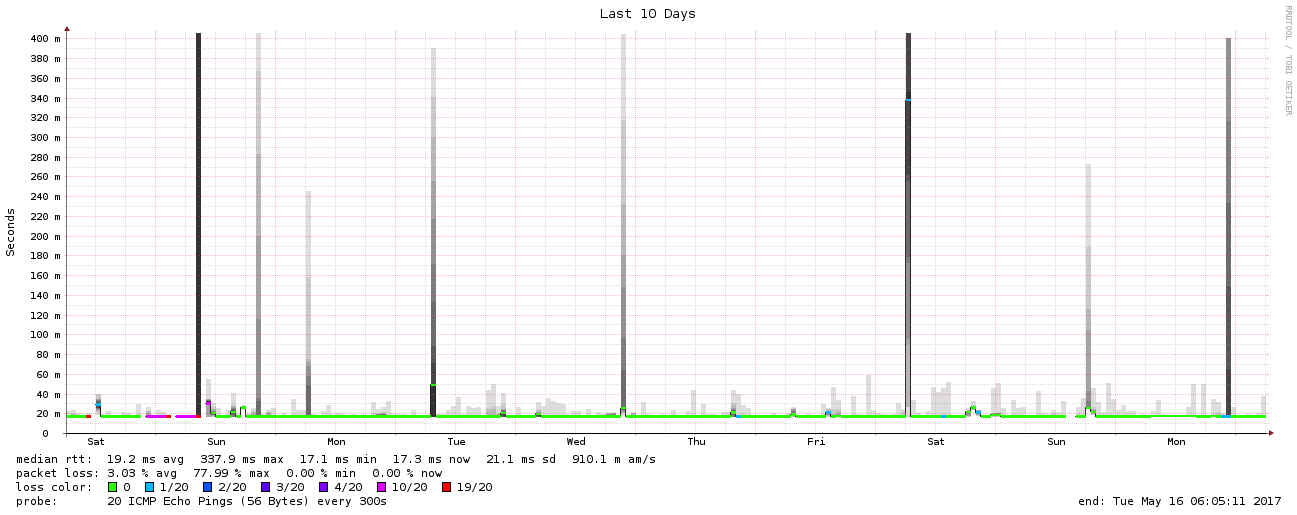 Last 10 Days
RRDTOOL / TOBI OETIKER
Seconds
400 m
380 m
360 m
340 m
320 m
300 m
280 m
260 m
240 m
220 m
200 m
180 m
160 m
140 m
120 m
100 m
80 m
60 m
40 m
20 m
0
Sat Sun Mon Tue Wed Thu Fri Sat Sun Mon
median rtt: 19.2 ms avg 337.9 ms max 17.1 ms min 17.3 ms now 21.1 ms sd 910.1 m am/s
packet loss: 3.03 % avg 77.99 % max 0.00 % min 0.00 % now
loss color: 0 1/20 2/20 3/20 4/20 10/20 19/20
probe: 20 ICMP Echo Pings (56 Bytes) every 300s end: Tue May 16 06:05:11 2017